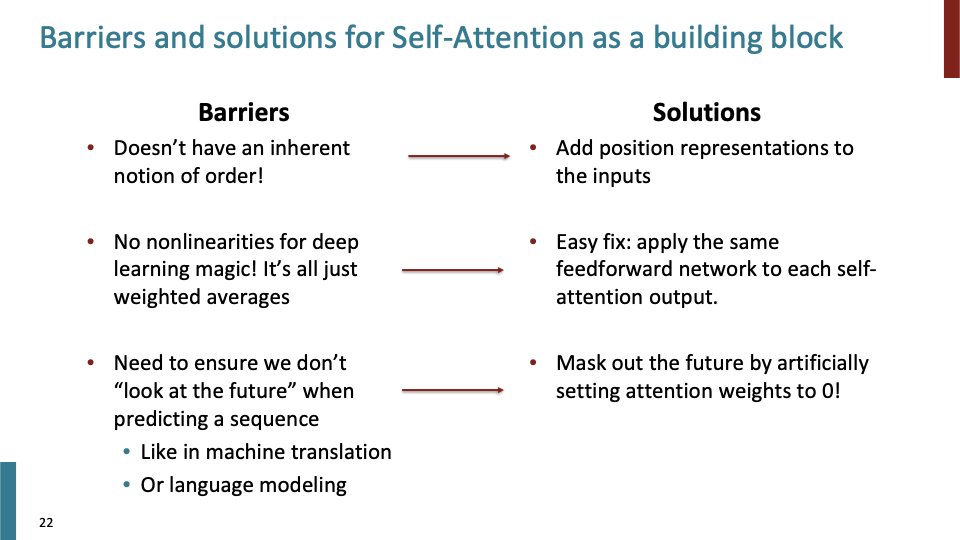 Barriers and solutions for Self-Attention as a building block
Barriers
• Doesn’t have an inherent
notion of order!
• No nonlinearities for deep
learning magic! It’s all just
weighted averages
• Need to ensure we don’t
“look at the future” when
predicting a sequence
• Like in machine translation
• Or language modeling
Solutions
• Add position representations to
the inputs
• Easy fix: apply the same
feedforward network to each self-
attention output.
• Mask out the future by artificially
setting attention weights to 0!
22